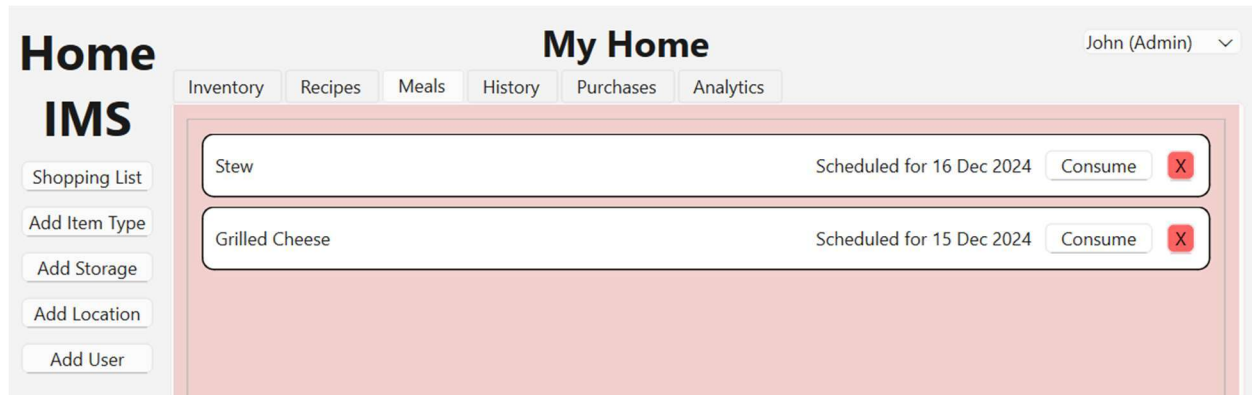 Home
IMS
Shopping List
Add Item Type
Add Storage
Add Location
Add User
My Home
John (Admin)
Inventory Recipes Meals History Purchases Analytics
Stew Scheduled for 16 Dec 2024 Consume X
Grilled Cheese Scheduled for 15 Dec 2024 Consume X